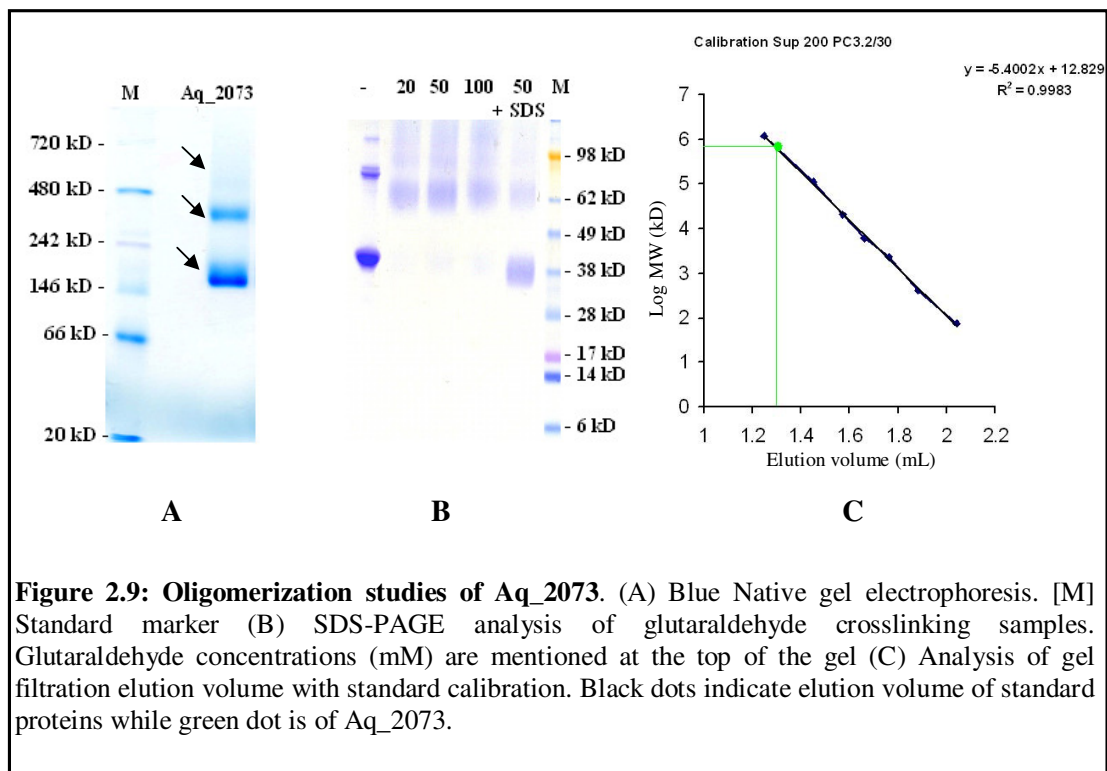 M Aq_2073
720 kD -
480 kD -
242 kD -
146 kD -
66 kD -
20 kD -
A
- 20 50 100 50 M
+ SDS
- 98 kD
- 62 kD
- 49 kD
- 38 kD
- 28 kD
- 17 kD
- 14 kD
- 6 kD
B
Calibration Sup 200 PC3.2/30
y = -5.4002x + 12.829
R² = 0.9983
Log MW (kD)
7
6
5
4
3
2
1
0
1 1.2 1.4 1.6 1.8 2 2.2
Elution volume (mL)
C
Figure 2.9: Oligomerization studies of Aq_2073. (A) Blue Native gel electrophoresis. [M]
Standard marker (B) SDS-PAGE analysis of glutaraldehyde crosslinking samples.
Glutaraldehyde concentrations (mM) are mentioned at the top of the gel (C) Analysis of gel
filtration elution volume with standard calibration. Black dots indicate elution volume of standard
proteins while green dot is of Aq_2073.